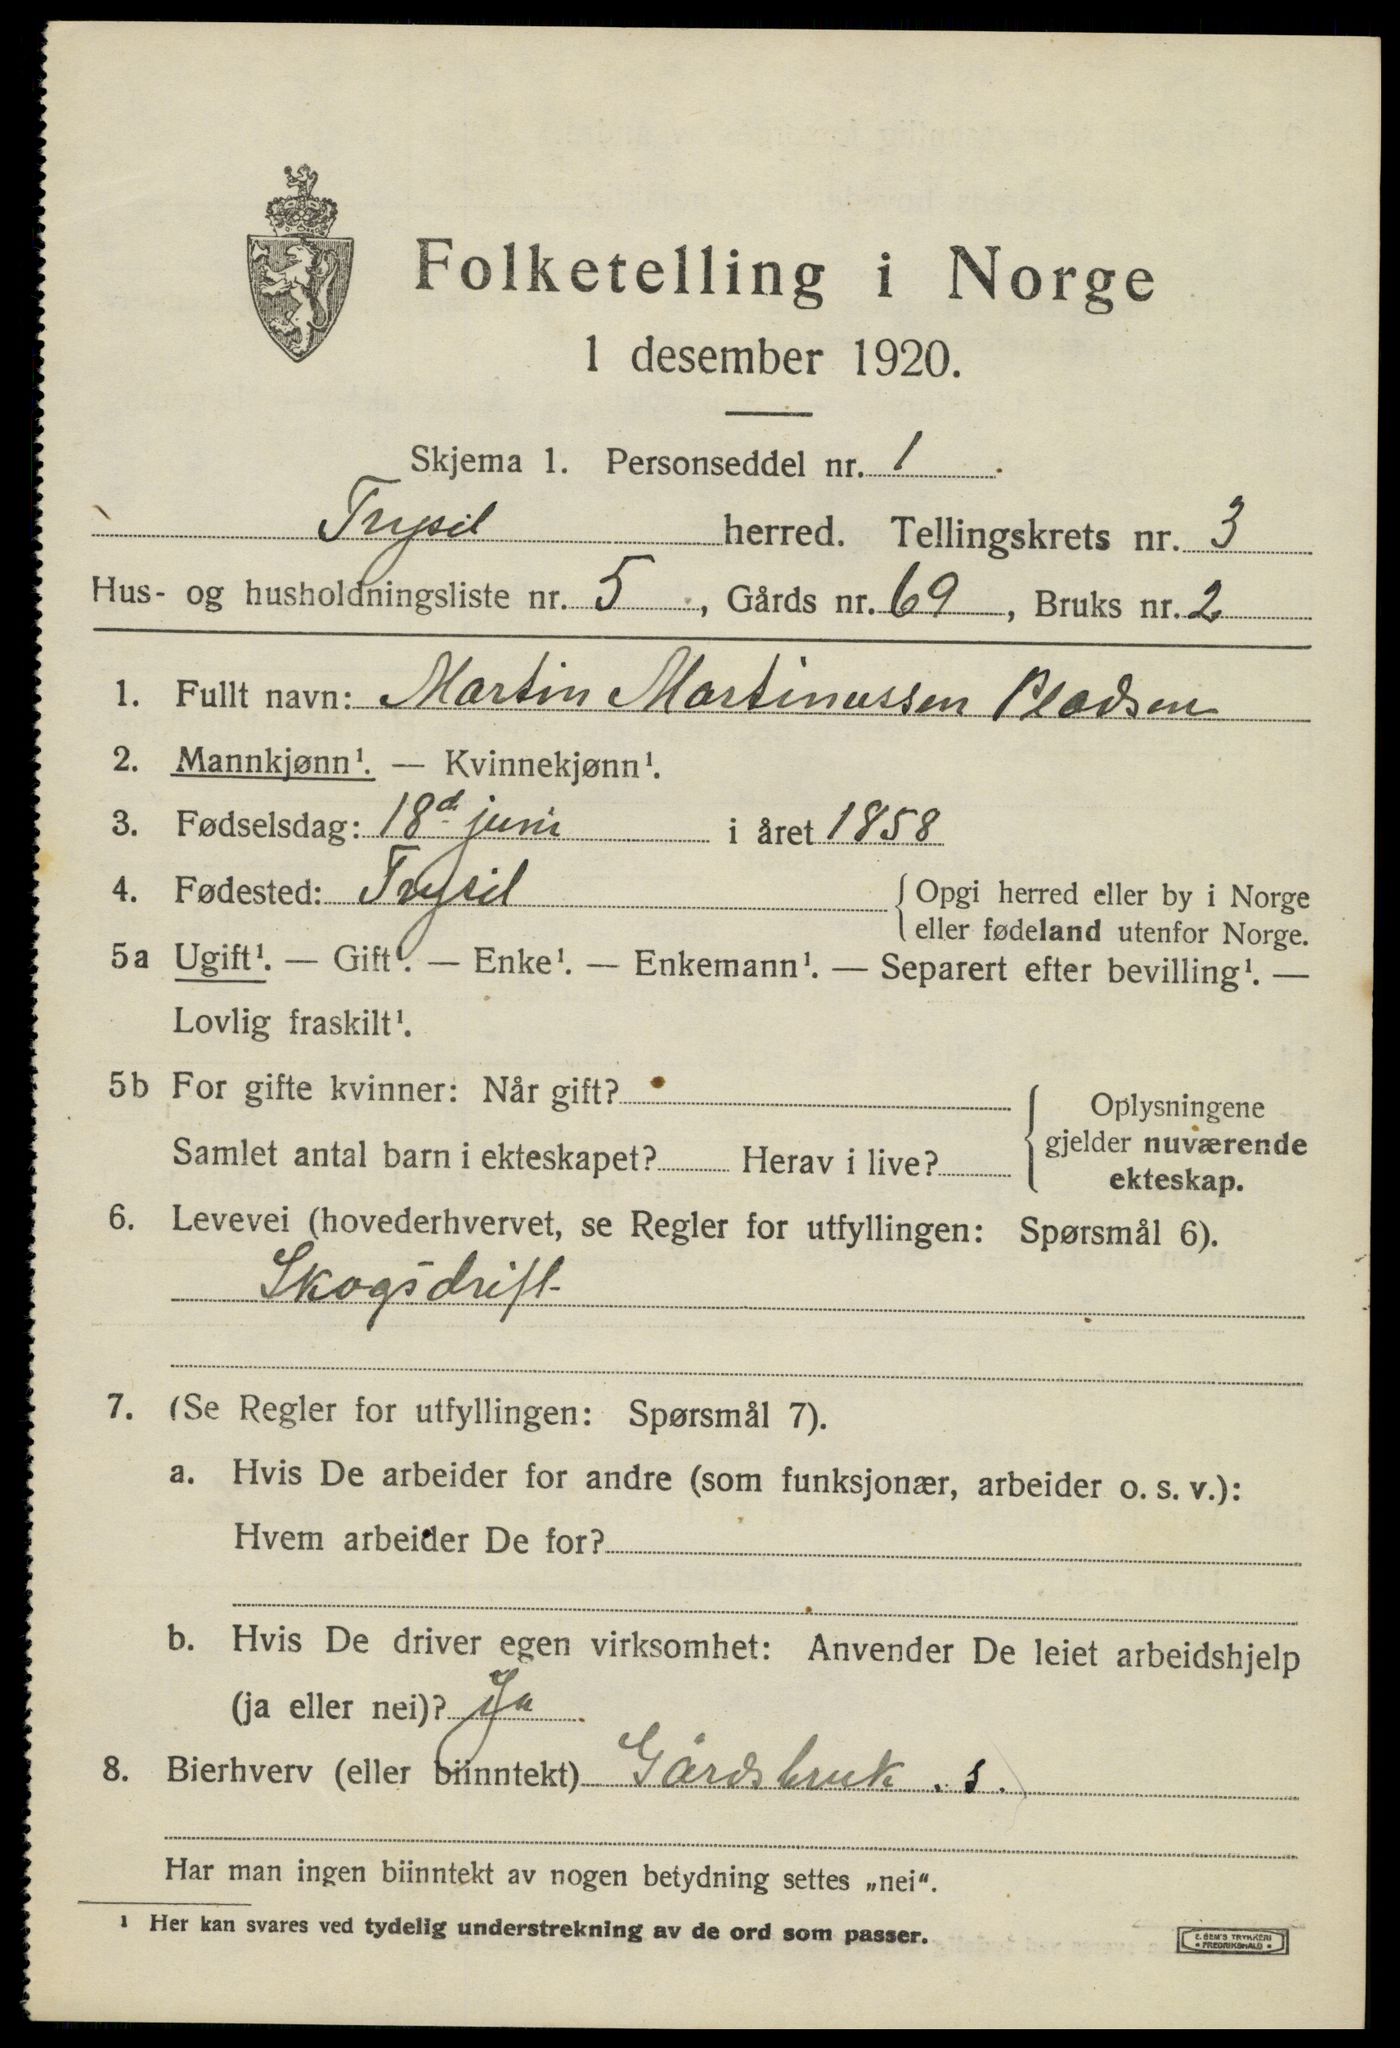 Folketelling i Norge
1 desember 1920.
Skjema 1. Personseddel nr. 1
Trysil herred. Tellingskrets nr. 3
Hus- og husholdningsliste nr. 5, Gårds nr. 69, Bruks nr. 2
1. Fullt navn: Martin Martinussen Pladsen
2. Mannkjønn¹. — Kvinnekjønn¹.
3. Fødselsdag: 18d. juni i året 1858
4. Fødested: Trysil { Opgi herred eller by i Norge
eller fødeland utenfor Norge.
5a Ugift¹. — Gift¹. — Enke¹. — Enkemann¹. — Separert efter bevilling¹. —
Lovlig fraskilt¹.
5b For gifte kvinner: Når gift? { Oplysningene
gjelder nuværende
Samlet antal barn i ekteskapet? Herav i live?
ekteskap.
6. Levevei (hovederhvervet, se Regler for utfyllingen: Spørsmål 6).
Skogsdrift
7. (Se Regler for utfyllingen: Spørsmål 7).
a. Hvis De arbeider for andre (som funksjonær, arbeider o. s. v.):
Hvem arbeider De for?
b. Hvis De driver egen virksomhet: Anvender De leiet arbeidshjelp
(ja eller nei)? Ja
8. Bierhverv (eller biinntekt) Gårdsbruk . s.
Har man ingen biinntekt av nogen betydning settes „nei“.
¹ Her kan svares ved tydelig understrekning av de ord som passer.
E. SEM'S TRYKKERI
• FREDRIKSHALD •